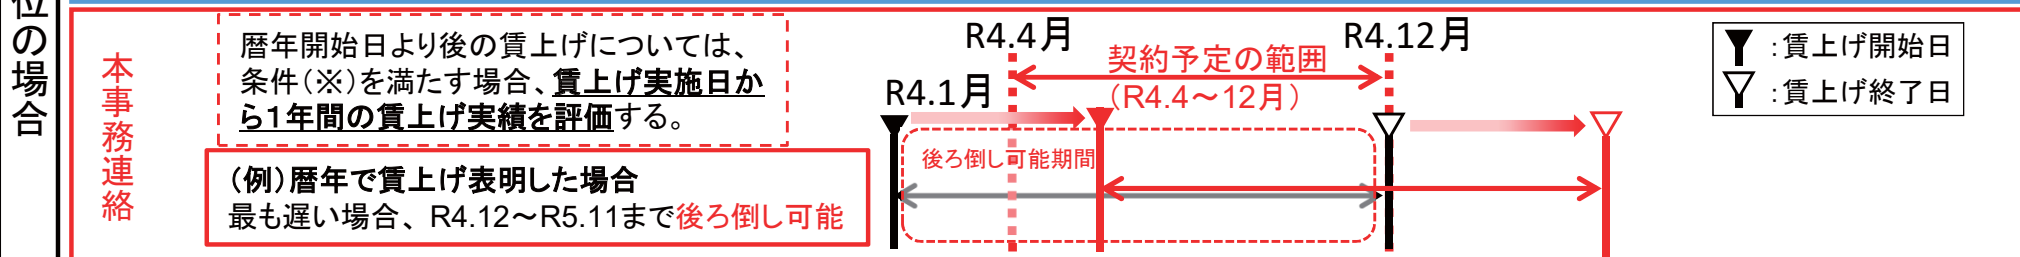 位の場合
本事務連絡
暦年開始日より後の賃上げについては、
条件(※)を満たす場合、賃上げ実施日か
ら1年間の賃上げ実績を評価する。
(例)暦年で賃上げ表明した場合
最も遅い場合、R4.12～R5.11まで後ろ倒し可能
R4.1月
R4.4月
契約予定の範囲
(R4.4～12月)
R4.12月
後ろ倒し可能期間
:賃上げ開始日
:賃上げ終了日